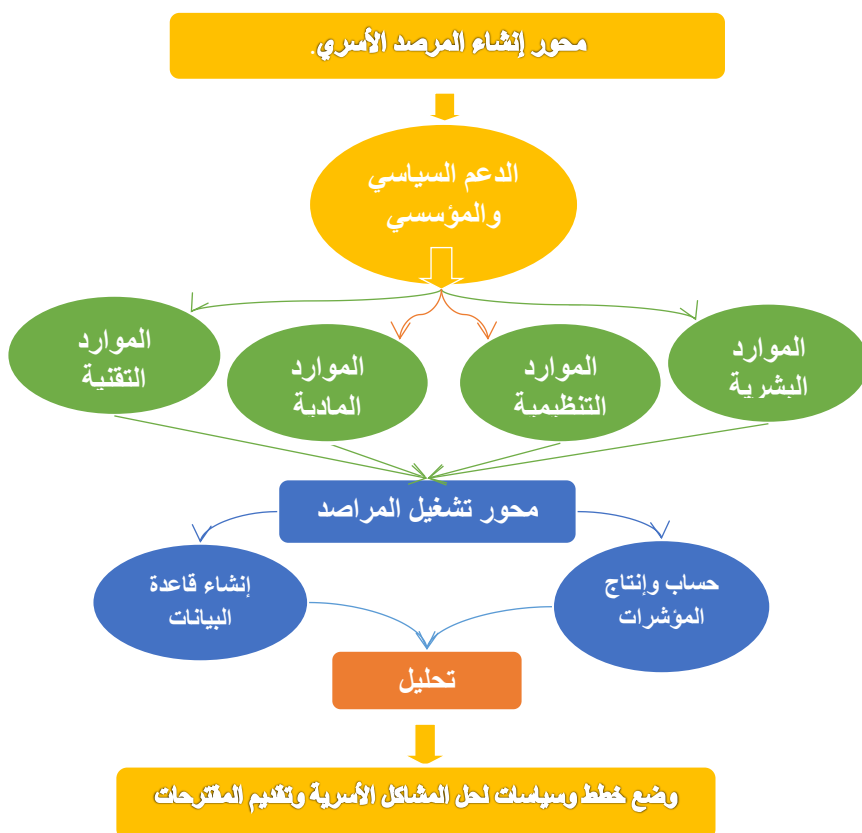 محور إنشاء المرصد الأسري.
الدعم السياسي
والمؤسسي
الموارد
البشرية
الموارد
التنظيمية
الموارد
المادية
الموارد
التقنية
محور تشغيل المراصد
حساب وإنتاج
المؤشرات
إنشاء قاعدة
البيانات
تحليل
وضع خطط وسياسات لحل المشاكل الأسرية وتقديم المقترحات